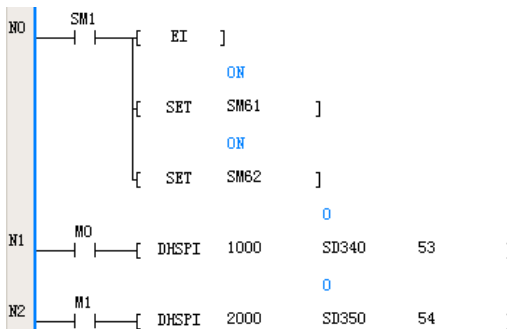 SM1
N0 [ EI ]
ON
[ SET SM61 ]
ON
[ SET SM62 ]
0
M0
N1 [ DHSPI 1000 SD340 53
0
M1
N2 [ DHSPI 2000 SD350 54